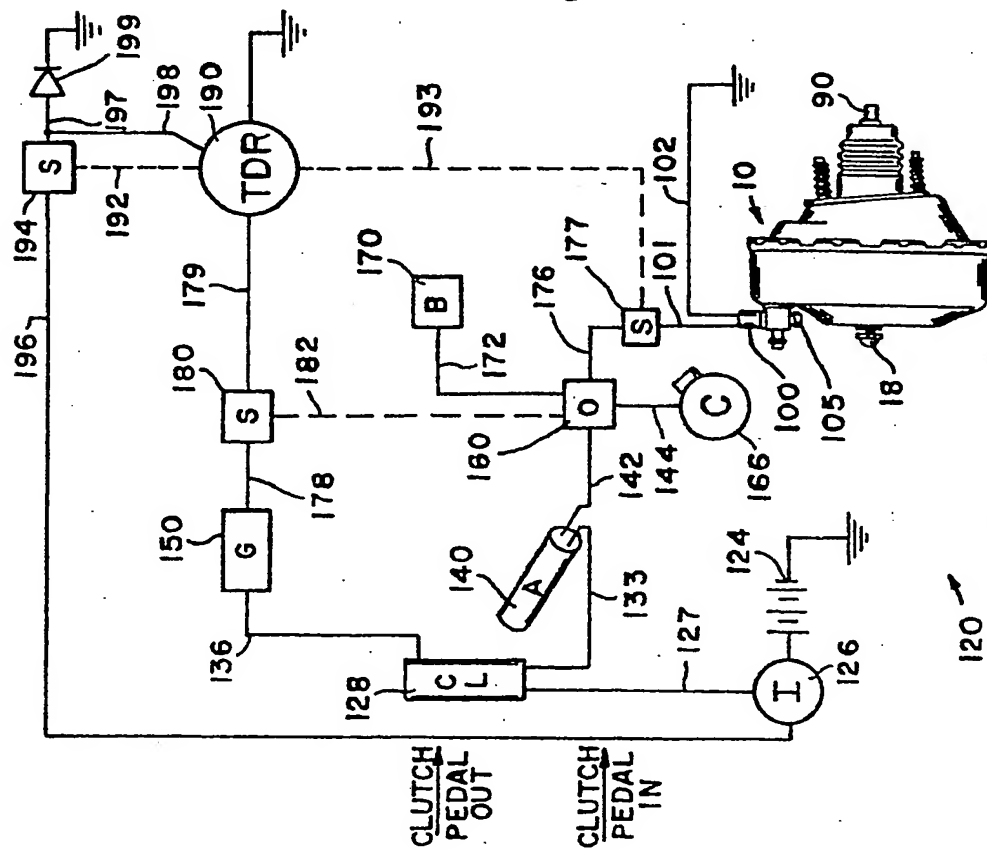 199
197
198
190
TDR
S
192
194
193
196
179
180
S
182
178
150
G
136
170
B
172
176
177
S
101
102
10
90
160
O
142
144
C
166
100
105
18
140
A
133
128
CL
127
124
126
I
120
CLUTCH
PEDAL
OUT
CLUTCH
PEDAL
IN